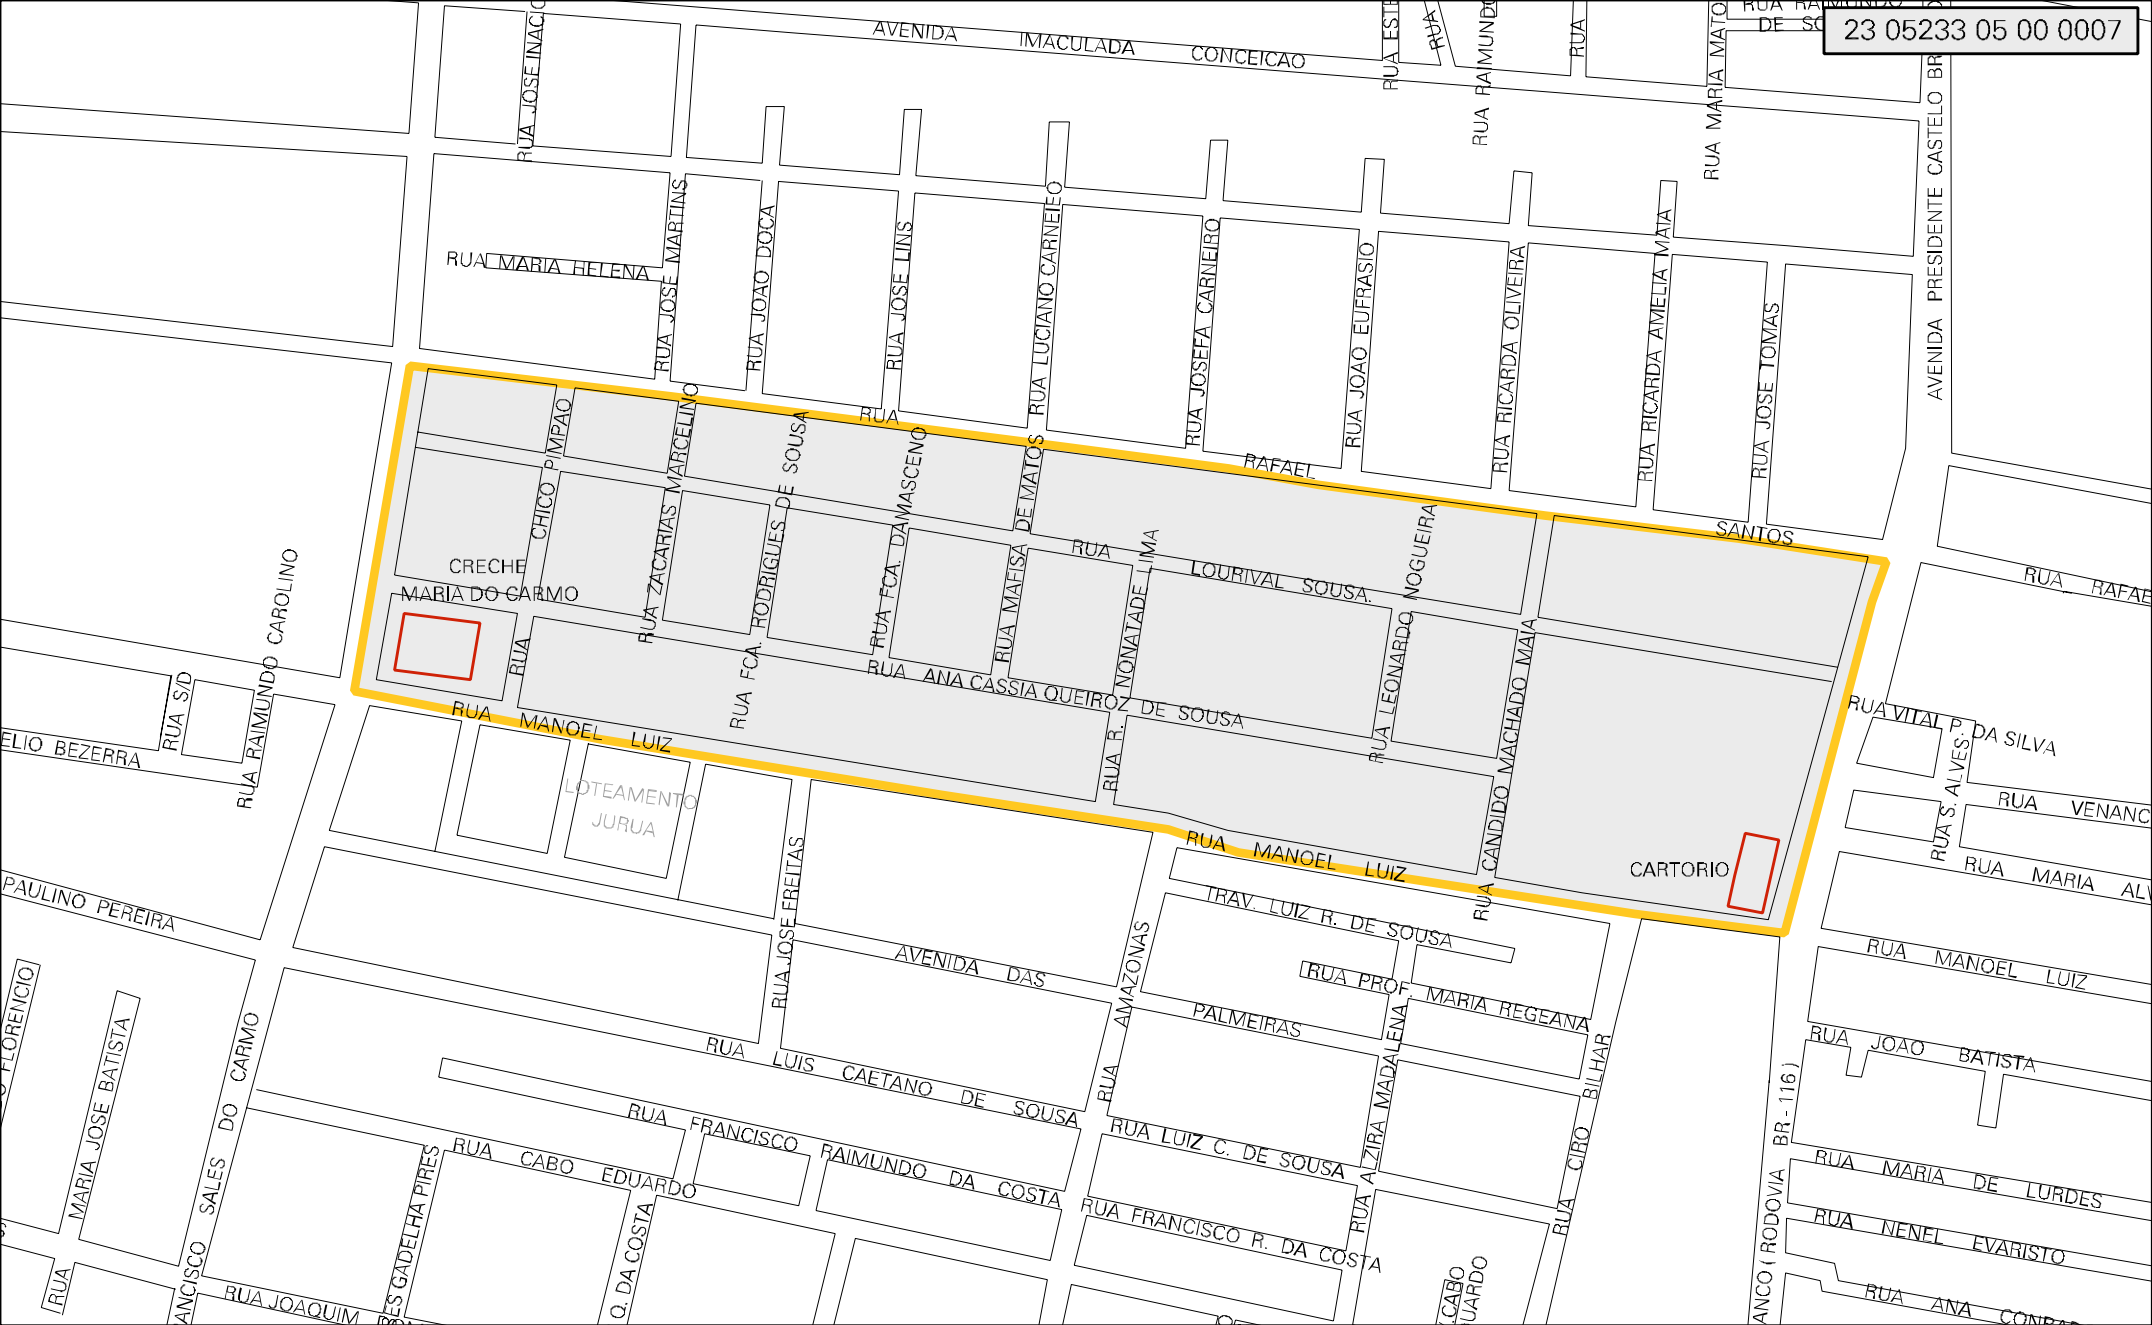 23 05233 05 00 0007
AVENIDA IMACULADA CONCEICAO
RUA JOSE INACIO
RUA RAIMUNDO
RUA
RUA
RUA MARIA
AVENIDA PRESIDENTE CASTELO
RUA JOSE MARTINS
RUA JOAO DOCA
RUA JOSE LINS
RUA LUCIANO CARNEIRO
RUA JOSEFA CARNEIRO
RUA JOAO EUFRASIO
RUA RICARDA OLIVEIRA
RUA RICARDA AMELIA MAIA
RUA JOSE TOMAS
RUA MARIA HELENA
RUA RAFAEL SANTOS
RUA CHICO PIMPAO
RUA ZACARIAS MARCELINO
RUA FCA. RODRIGUES DE SOUSA
RUA FCA. DAMASCENO
RUA MAFISA DE MATOS
RUA R. NONATADE LIMA
RUA LEONARDO NOGUEIRA
RUA CANDIDO MACHADO MAIA
RUA LOURIVAL SOUSA.
CRECHE
MARIA DO CARMO
RUA ANA CASSIA QUEIROZ DE SOUSA
RUA MANOEL LUIZ
RUA MANOEL LUIZ
CARTORIO
LOTEAMENTO
JURUA
RUA RAIMUNDO CAROLINO
RUA S/D
ELIO BEZERRA
PAULINO PEREIRA
FLORENCIO
MARIA JOSE BATISTA
RUA
SALES DO CARMO
RUA JOSE FREITAS
AVENIDA DAS PALMEIRAS
RUA AMAZONAS
TRAV. LUIZ R. DE SOUSA
RUA PROF. MARIA REGEANA
RUA ALZIRA MADALENA
RUA CIRO BILHAR
RUA LUIS CAETANO DE SOUSA
RUA FRANCISCO RAIMUNDO DA COSTA
RUA CABO EDUARDO
GADELHA PIRES
Q. DA COSTA
RUA JOAQUIM
RUA LUIZ C. DE SOUSA
RUA FRANCISCO R. DA COSTA
CABO
ANCO ( RODOVIA BR - 116 )
RUA RAFAE
RUA VITAL P. DA SILVA
RUA S. ALVES
RUA VENANC
RUA MARIA ALV
RUA MANOEL LUIZ
RUA JOAO BATISTA
RUA MARIA DE LURDES
RUA NENEL EVARISTO
RUA ANA